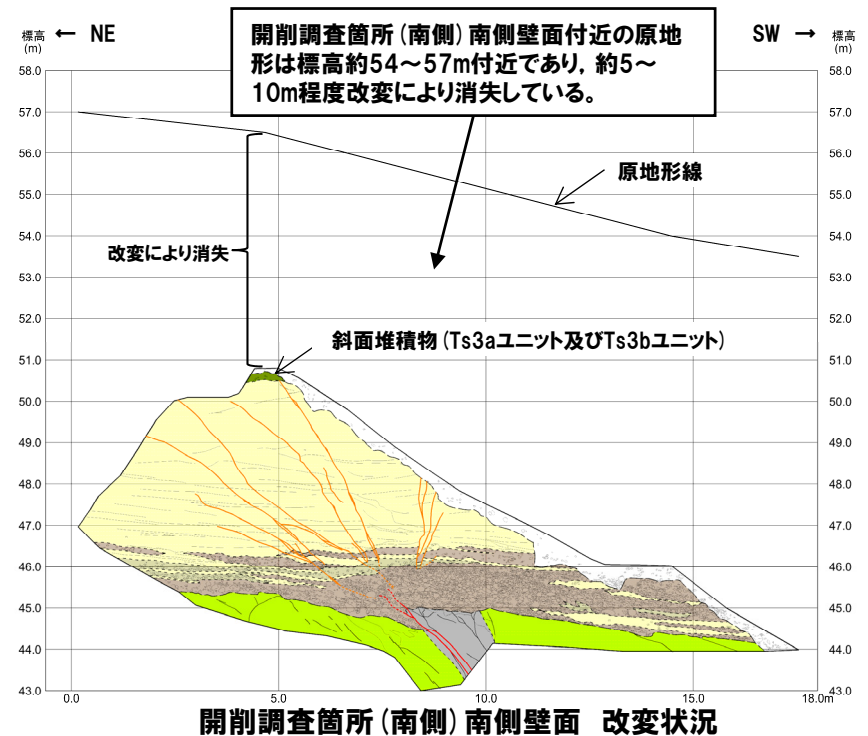 標高
(m)
← NE
開削調査箇所（南側）南側壁面付近の原地
形は標高約54～57m付近であり，約5～
10m程度改変により消失している。
SW →
標高
(m)
58.0
58.0
57.0
57.0
56.0
56.0
原地形線
55.0
55.0
54.0
54.0
改変により消失
53.0
53.0
52.0
52.0
斜面堆積物（Ts3aユニット及びTs3bユニット）
51.0
51.0
50.0
50.0
49.0
49.0
48.0
48.0
47.0
47.0
46.0
46.0
45.0
45.0
44.0
44.0
43.0
43.0
0.0
5.0
10.0
15.0
18.0m
開削調査箇所（南側）南側壁面　改変状況